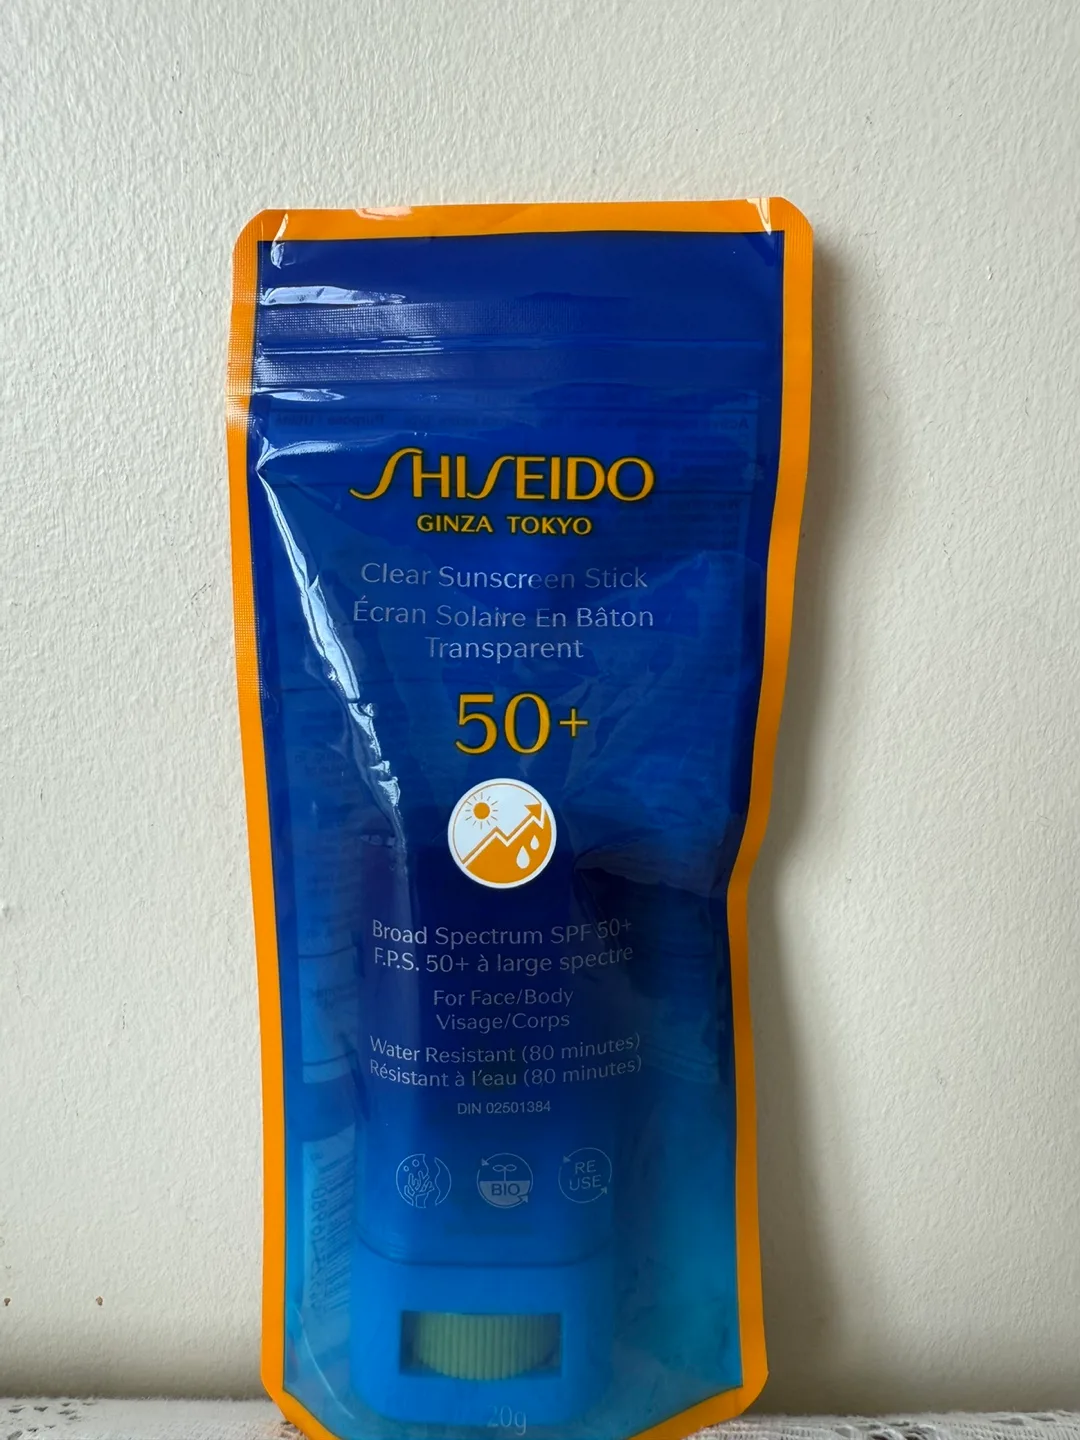 SHISEIDO
GINZA TOKYO
Clear Sunscreen Stick
Écran Solaire En Bâton
Transparent
50+
Broad Spectrum SPF 50+
F.P.S. 50+ à large spectre
For Face/Body
Visage/Corps
Water Resistant (80 minutes)
Résistant à l'eau (80 minutes)
DIN 02501384
BIO
RE
USE
20g